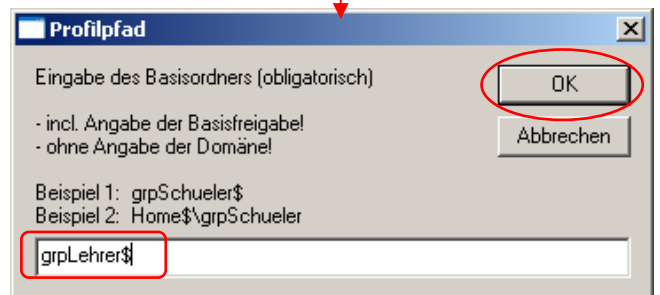 Profilpfad
Eingabe des Basisordners (obligatorisch)
OK
- incl. Angabe der Basisfreigabe!
- ohne Angabe der Domäne!
Abbrechen
Beispiel 1:  grpSchueler$
Beispiel 2:  Home$\grpSchueler
grpLehrer$